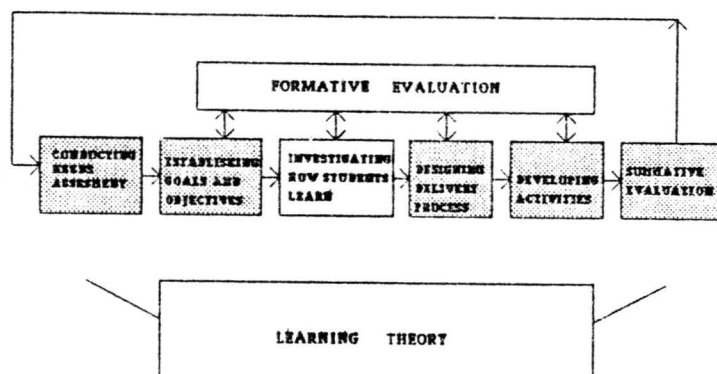 FORMATIVE EVALUATION
CONDUCTING
NEEDS
ASSESMENT
ESTABLISHING
GOALS AND
OBJECTIVES
INVESTIGATING
HOW STUDENTS
LEARN
DESIGNING
DELIVERY
PROCESS
DEVELOPING
ACTIVITIES
SUMMATIVE
EVALUATION
LEARNING THEORY